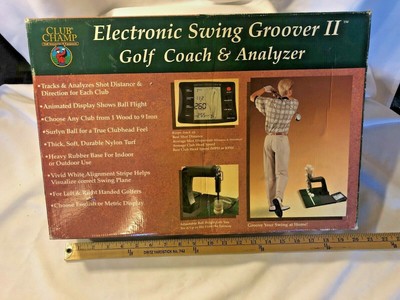 CLUB CHAMP
Electronic Swing Groover II™
Golf Coach & Analyzer
•Tracks & Analyzes Shot Distance &
Direction for Each Club
•Animated Display Shows Ball Flight
•Choose Any Club from 1 Wood to 9 Iron
•Surlyn Ball for a True Clubhead Feel
•Thick, Soft, Durable Nylon Turf
•Heavy Rubber Base For Indoor
or Outdoor Use
•Vivid White Alignment Stripe Helps
Visualize correct Swing Plane
•For Left & Right Handed Golfers
•Choose English or Metric Display
260
Groove Your Swing at Home!